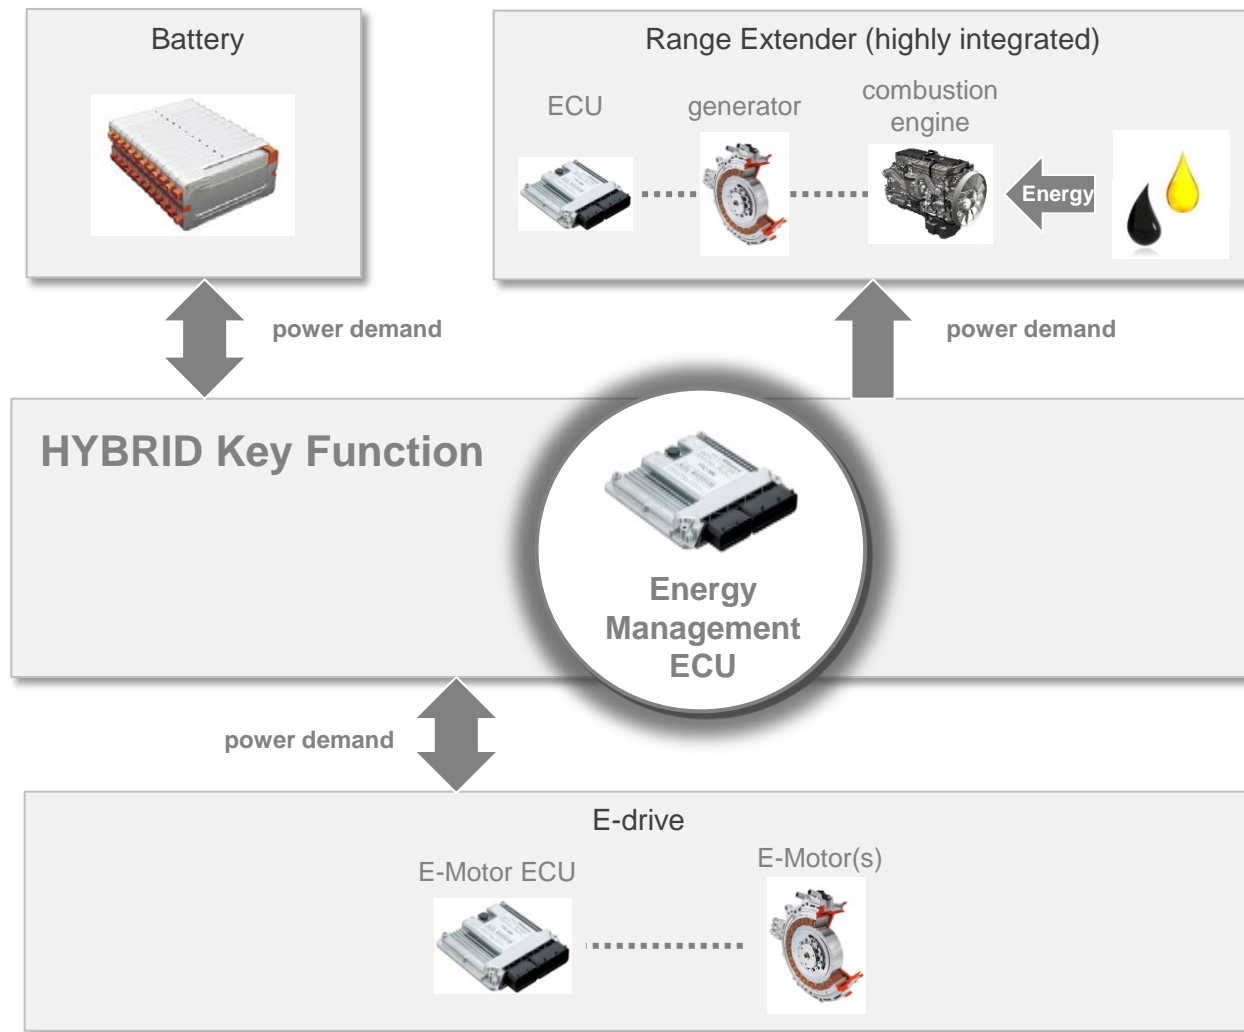 Battery
Range Extender (highly integrated)
ECU
generator
combustion
engine
Energy
power demand
power demand
HYBRID Key Function
Energy
Management
ECU
power demand
E-drive
E-Motor ECU
E-Motor(s)